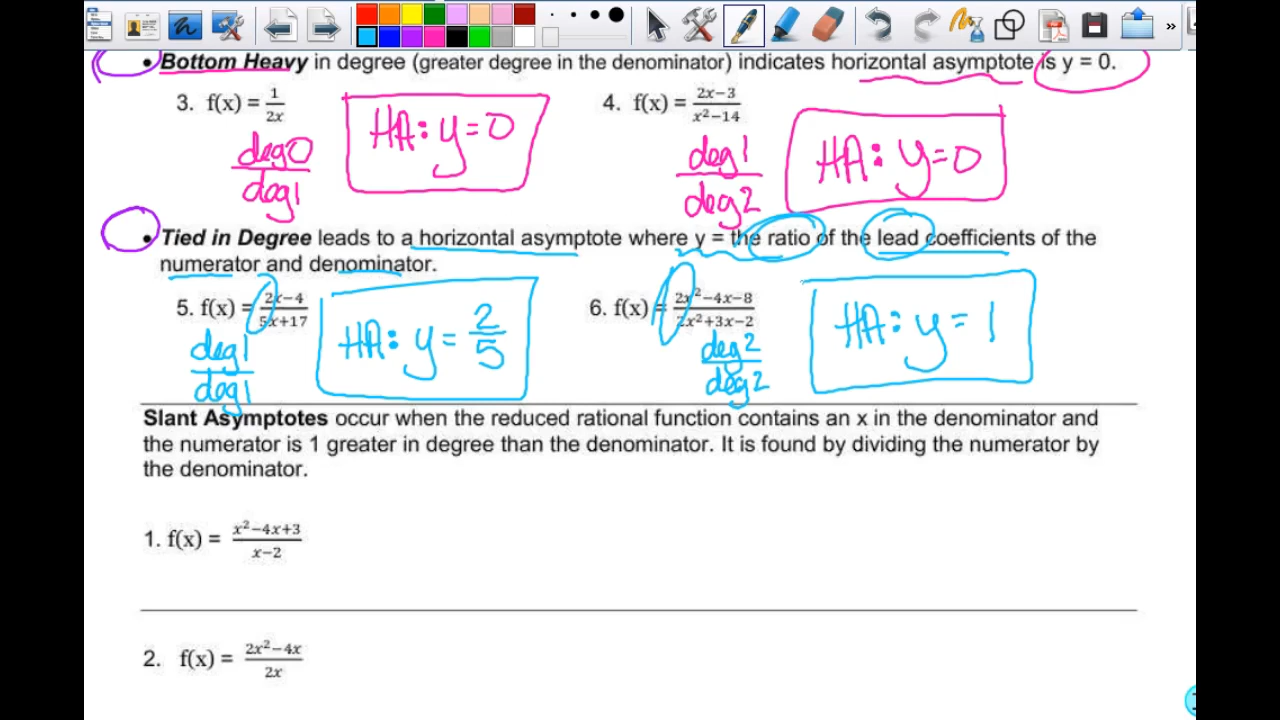 • Bottom Heavy in degree (greater degree in the denominator) indicates horizontal asymptote is y = 0.
3. f(x) = 1/2x
HA: y=0
deg0/deg1
4. f(x) = 2x−3/x²−14
HA: y=0
deg1/deg2
• Tied in Degree leads to a horizontal asymptote where y = the ratio of the lead coefficients of the
numerator and denominator.
5. f(x) = 2x−4/5x+17
HA: y= 2/5
deg1/deg1
6. f(x) = 2x²−4x−8/2x²+3x−2
HA: y= 1
deg2/deg2
Slant Asymptotes occur when the reduced rational function contains an x in the denominator and
the numerator is 1 greater in degree than the denominator. It is found by dividing the numerator by
the denominator.
1. f(x) = x²−4x+3/x−2
2. f(x) = 2x²−4x/2x